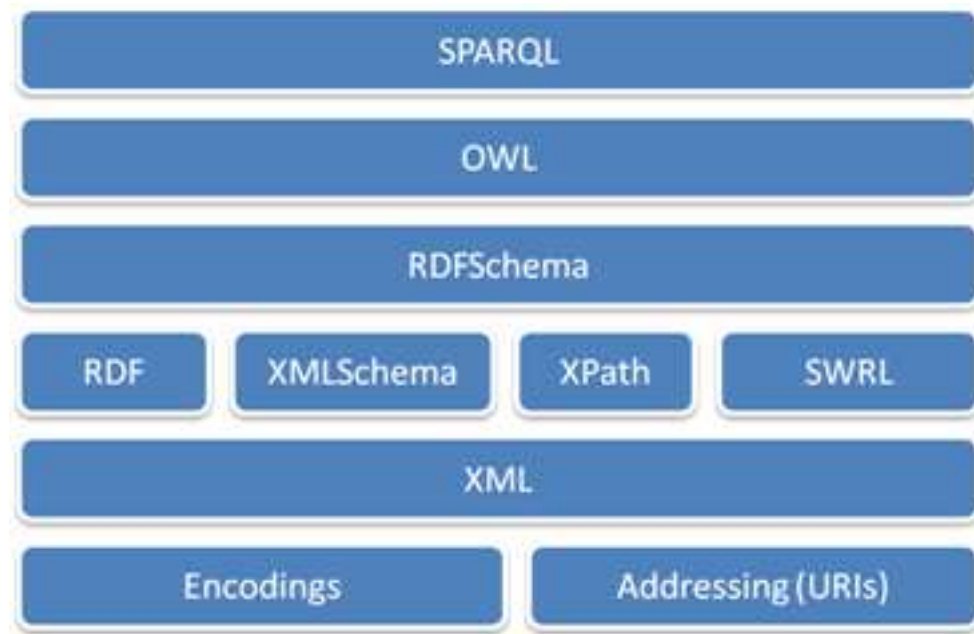 SPARQL
OWL
RDFSchema
RDF
XMLSchema
XPath
SWRL
XML
Encodings
Addressing (URIs)